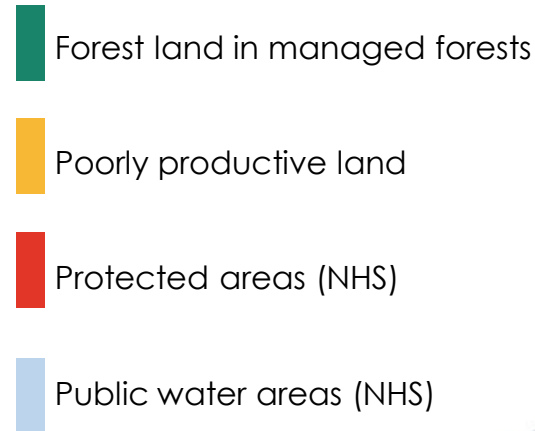 Forest land in managed forests
Poorly productive land
Protected areas (NHS)
Public water areas (NHS)